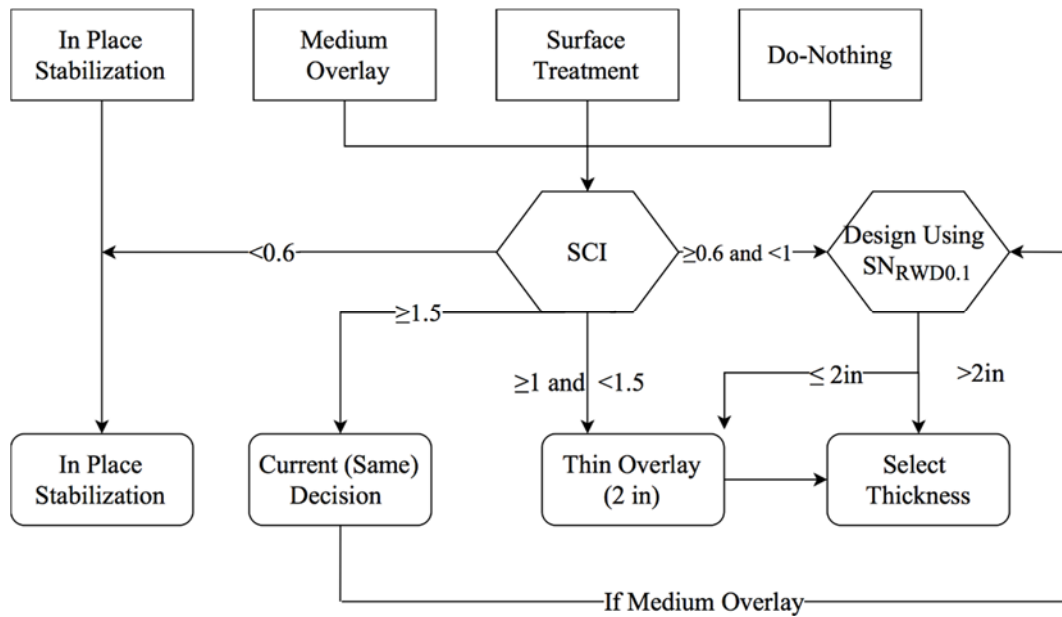 In Place
Stabilization
Medium
Overlay
Surface
Treatment
Do-Nothing
<0.6
SCI
≥0.6 and <1
Design Using
SN_RWD0.1
≥1.5
≥1 and <1.5
≤ 2in
>2in
In Place
Stabilization
Current (Same)
Decision
Thin Overlay
(2 in)
Select
Thickness
If Medium Overlay